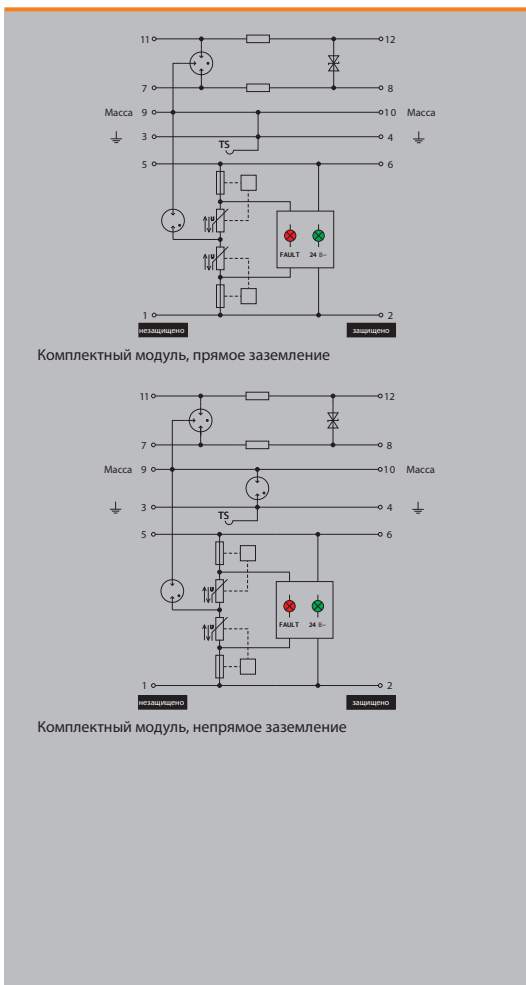 11 12
7 8
Масса 9 10 Масса
3 TS 4
5 6
U
U
FAULT 24 В~
1 2
незащищено защищено
Комплектный модуль, прямое заземление
11 12
7 8
Масса 9 10 Масса
3 TS 4
5 6
U
U
FAULT 24 В~
1 2
незащищено защищено
Комплектный модуль, непрямое заземление